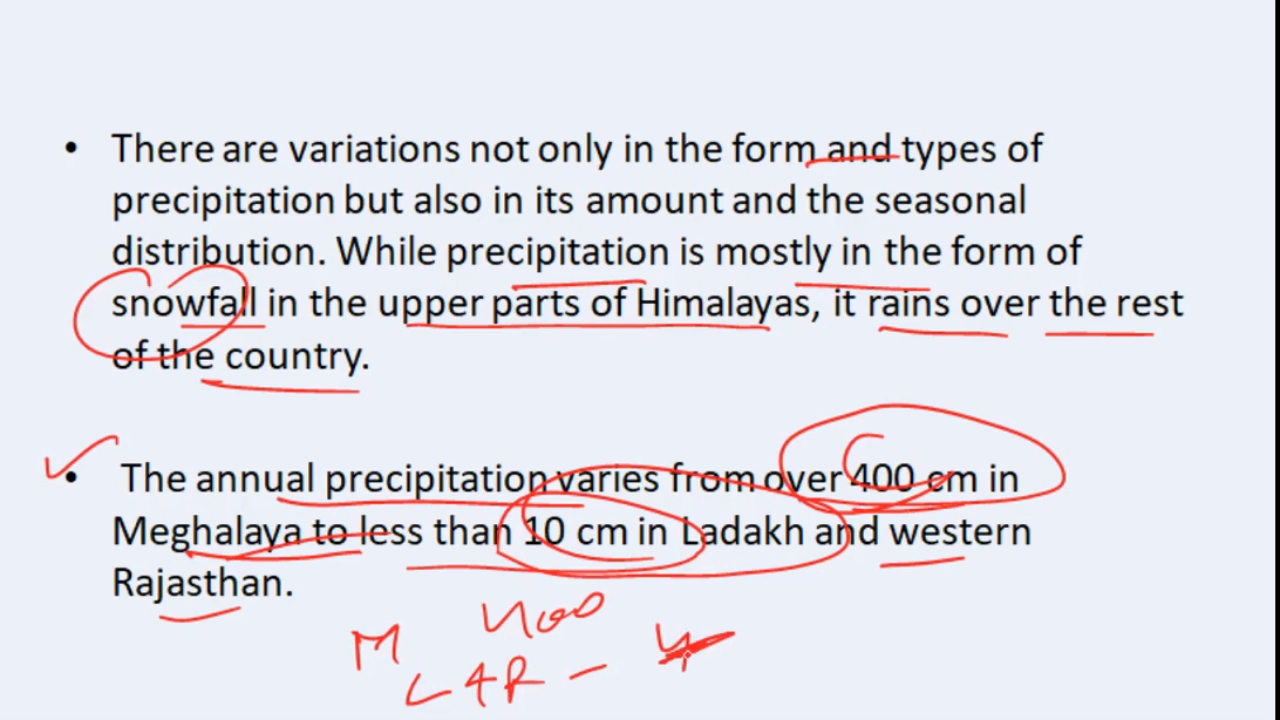 • There are variations not only in the form and types of
precipitation but also in its amount and the seasonal
distribution. While precipitation is mostly in the form of
snowfall in the upper parts of Himalayas, it rains over the rest
of the country.
• The annual precipitation varies from over 400 cm in
Meghalaya to less than 10 cm in Ladakh and western
Rajasthan.
M 400